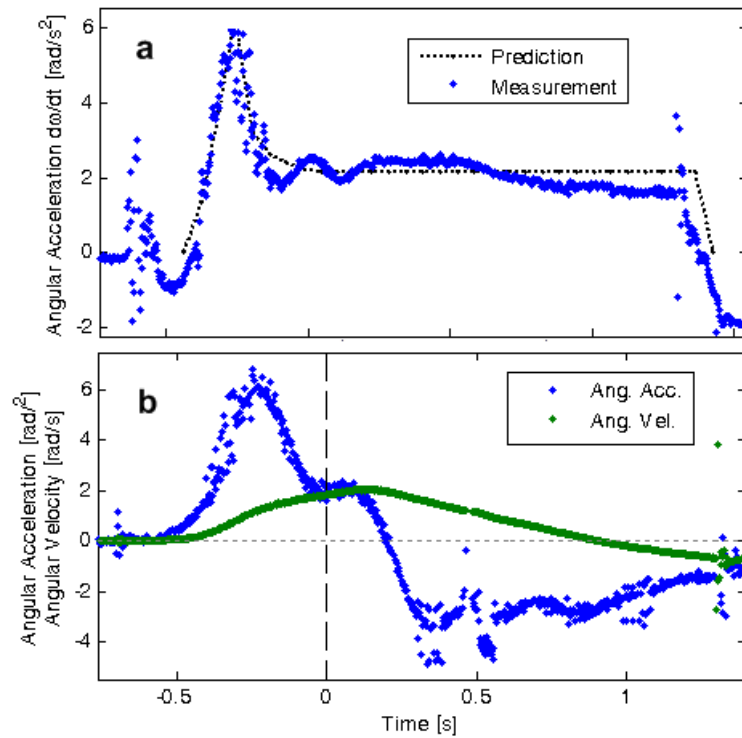 a
Angular Acceleration dω/dt [rad/s²]
6
4
2
0
-2
Prediction
Measurement
b
Angular Acceleration [rad/²]
Angular Velocity [rad/s]
6
4
2
0
-2
-4
Ang. Acc.
Ang. Vel.
-0.5
0
0.5
1
Time [s]